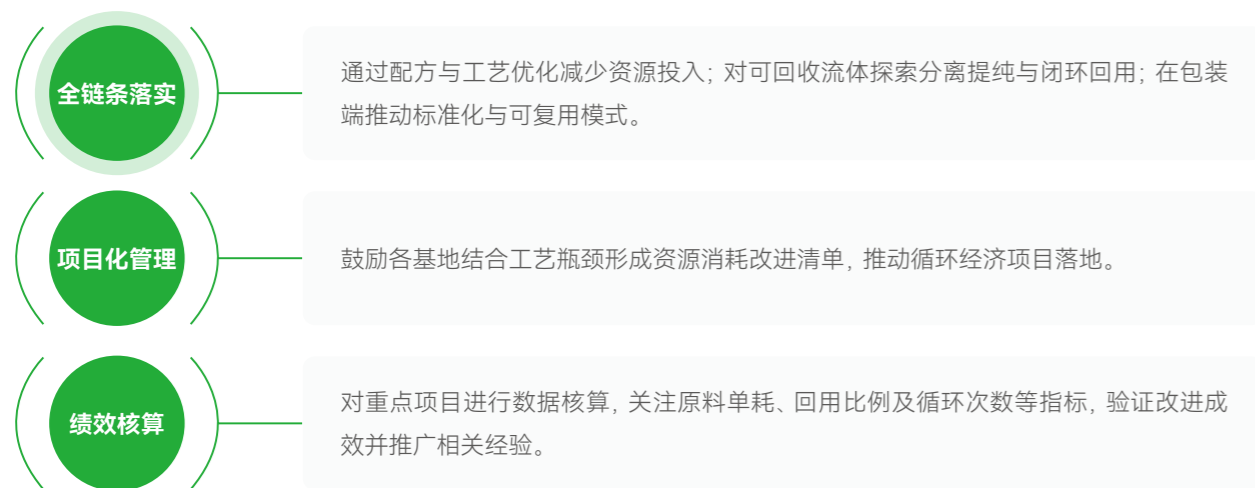 全链条落实
通过配方与工艺优化减少资源投入；对可回收流体探索分离提纯与闭环回用；在包装
端推动标准化与可复用模式。
项目化管理
鼓励各基地结合工艺瓶颈形成资源消耗改进清单，推动循环经济项目落地。
绩效核算
对重点项目进行数据核算，关注原料单耗、回用比例及循环次数等指标，验证改进成
效并推广相关经验。